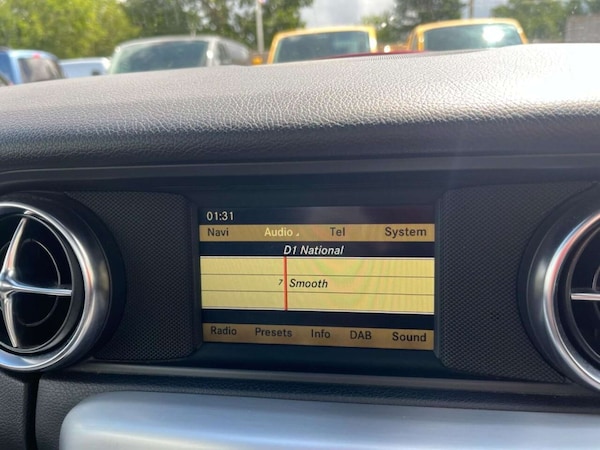 01:31
Navi Audio Tel System
D1 National
7 Smooth
Radio Presets Info DAB Sound